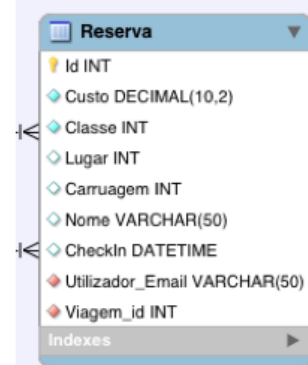 Reserva
Id INT
Custo DECIMAL(10,2)
Classe INT
Lugar INT
Carruagem INT
Nome VARCHAR(50)
CheckIn DATETIME
Utilizador_Email VARCHAR(50)
Viagem_id INT
Indexes